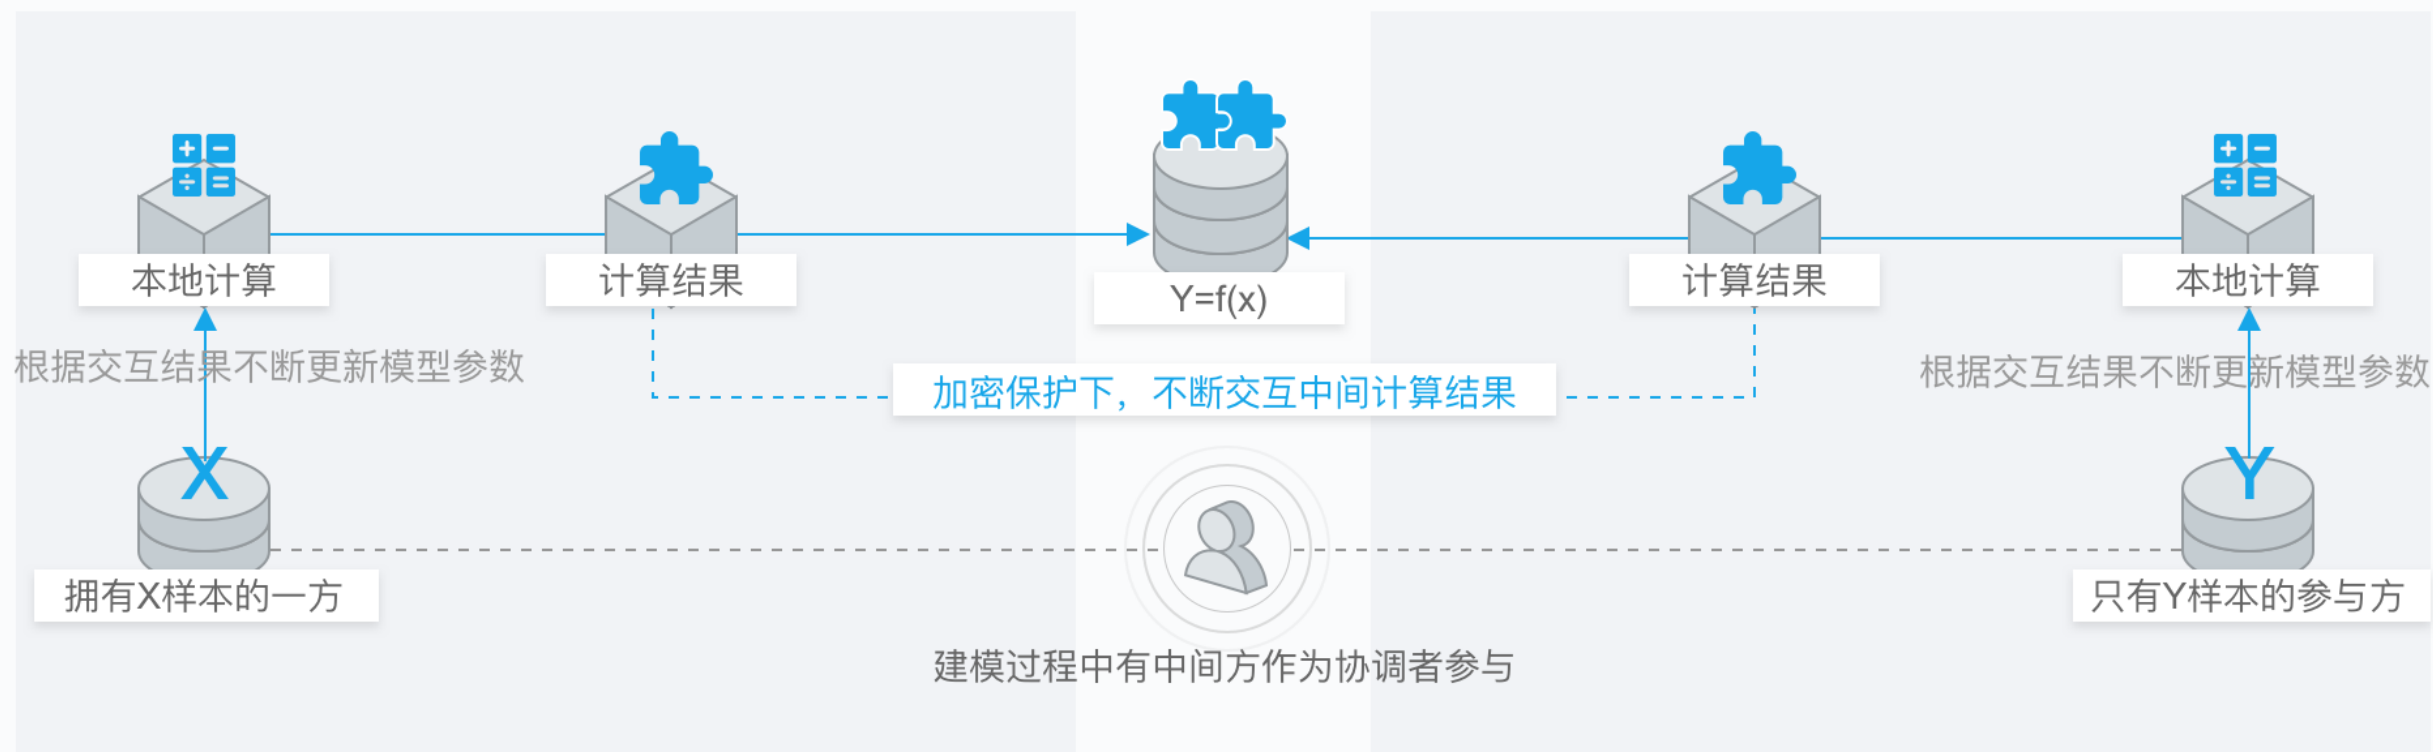 本地计算
计算结果
Y=f(x)
计算结果
本地计算
根据交互结果不断更新模型参数
加密保护下，不断交互中间计算结果
根据交互结果不断更新模型参数
X
Y
拥有X样本的一方
只有Y样本的参与方
建模过程中有中间方作为协调者参与